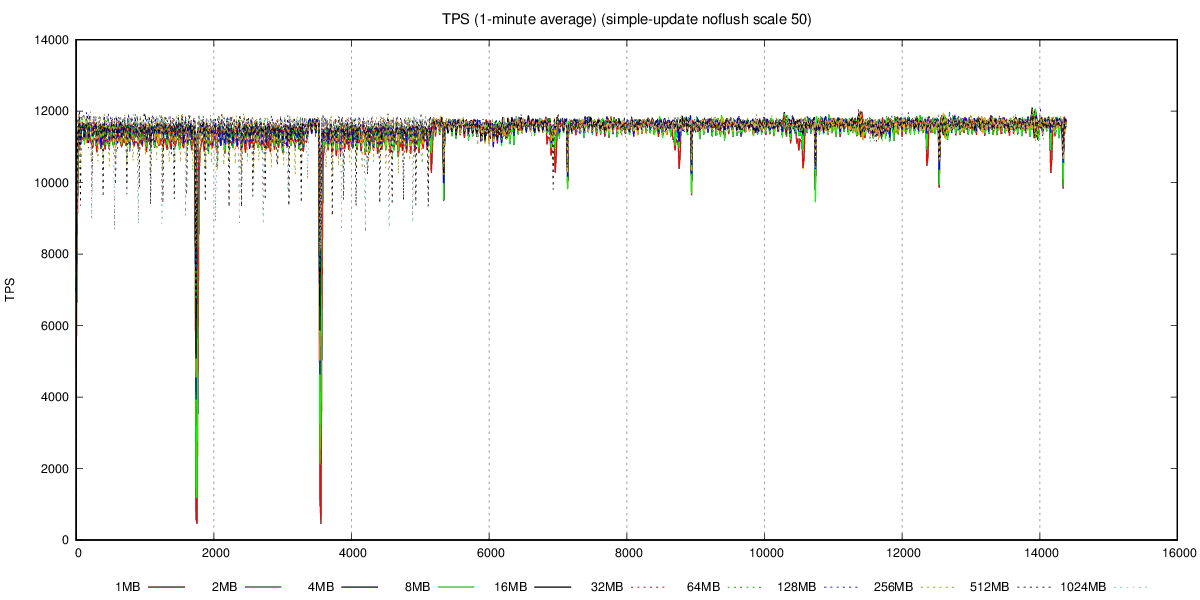 TPS (1-minute average) (simple-update noflush scale 50)
14000
12000
10000
8000
6000
4000
2000
0
TPS
0 2000 4000 6000 8000 10000 12000 14000 16000
1MB 2MB 4MB 8MB 16MB 32MB 64MB 128MB 256MB 512MB 1024MB